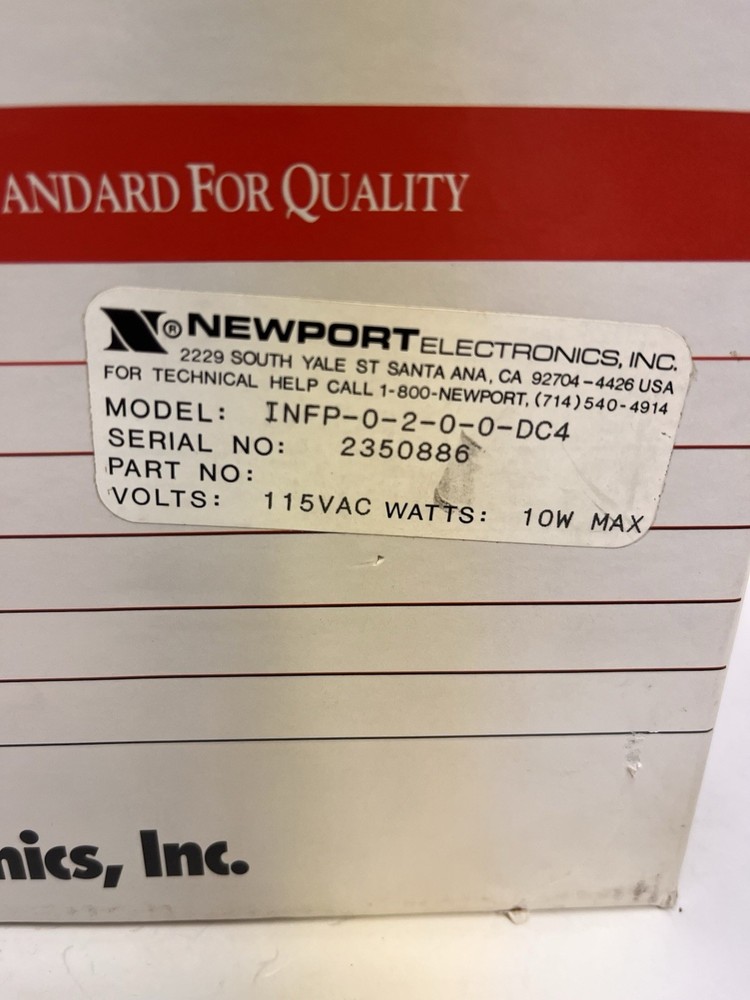 ANDARD FOR QUALITY
N® NEWPORT ELECTRONICS, INC.
2229 SOUTH YALE ST SANTA ANA, CA 92704-4426 USA
FOR TECHNICAL HELP CALL 1-800-NEWPORT, (714)540-4914
MODEL: INFP-0-2-0-0-DC4
SERIAL NO: 2350886
PART NO:
VOLTS: 115VAC WATTS: 10W MAX
nics, Inc.